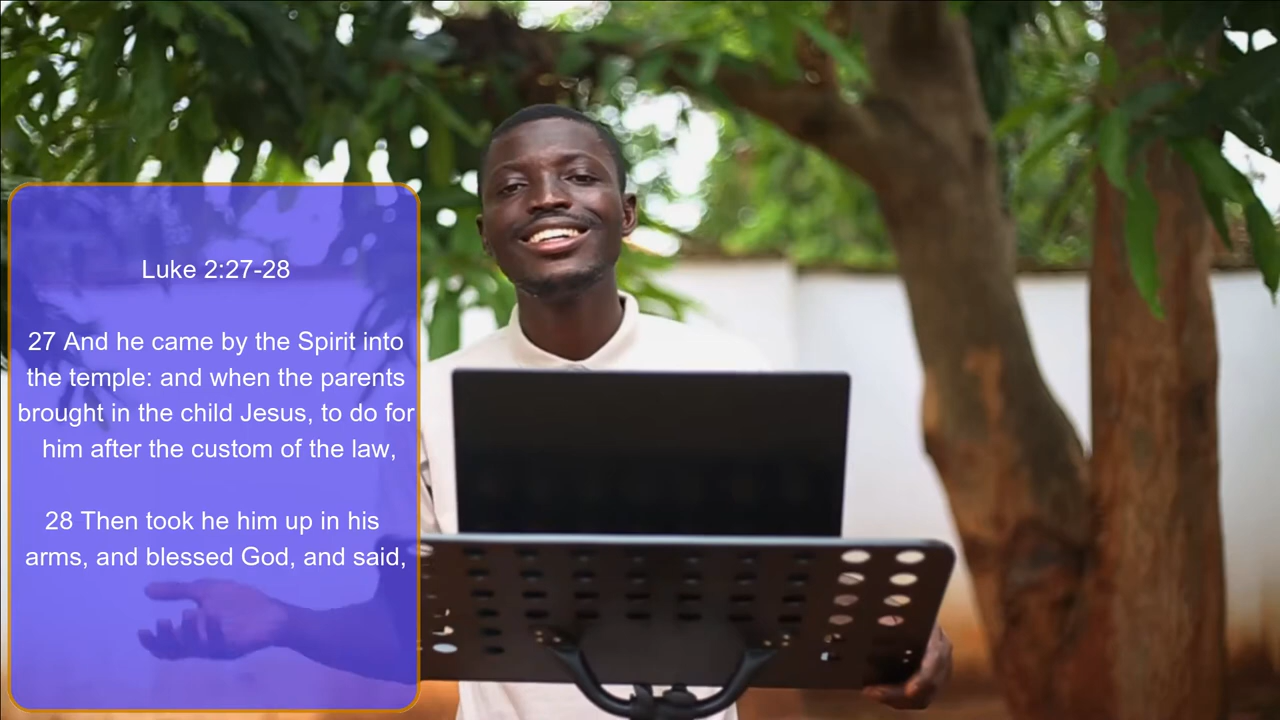 Luke 2:27-28
27 And he came by the Spirit into
the temple: and when the parents
brought in the child Jesus, to do for
him after the custom of the law,
28 Then took he him up in his
arms, and blessed God, and said,